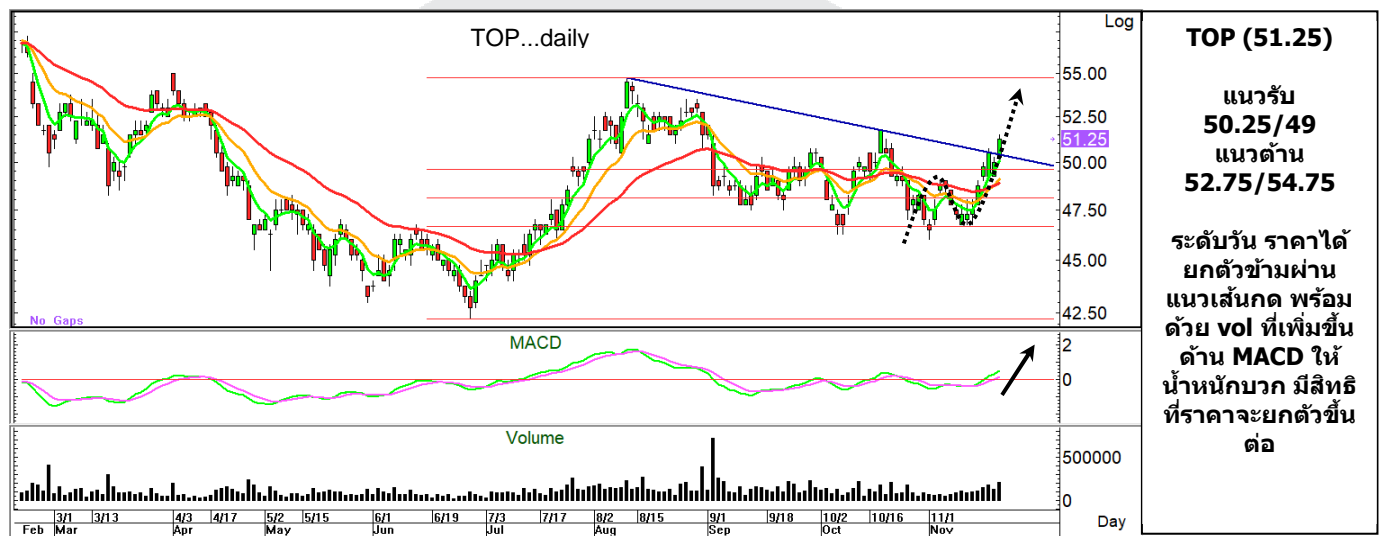 TOP...daily
Log
55.00
52.50
51.25
50.00
47.50
45.00
42.50
No Gaps
MACD
2
0
Volume
500000
0
3/1 3/13 4/3 4/17 5/2 5/15 6/1 6/19 7/3 7/17 8/2 8/15 9/1 9/18 10/2 10/16 11/1
Feb Mar Apr May Jun Jul Aug Sep Oct Nov
Day
TOP (51.25)
แนวรับ
50.25/49
แนวต้าน
52.75/54.75
ระดับวัน ราคาได้
ยกตัวข้ามผ่าน
แนวเส้นกด พร้อม
ด้วย vol ที่เพิ่มขึ้น
ด้าน MACD ให้
น้ำหนักบวก มีสิทธิ
ที่ราคาจะยกตัวขึ้น
ต่อ